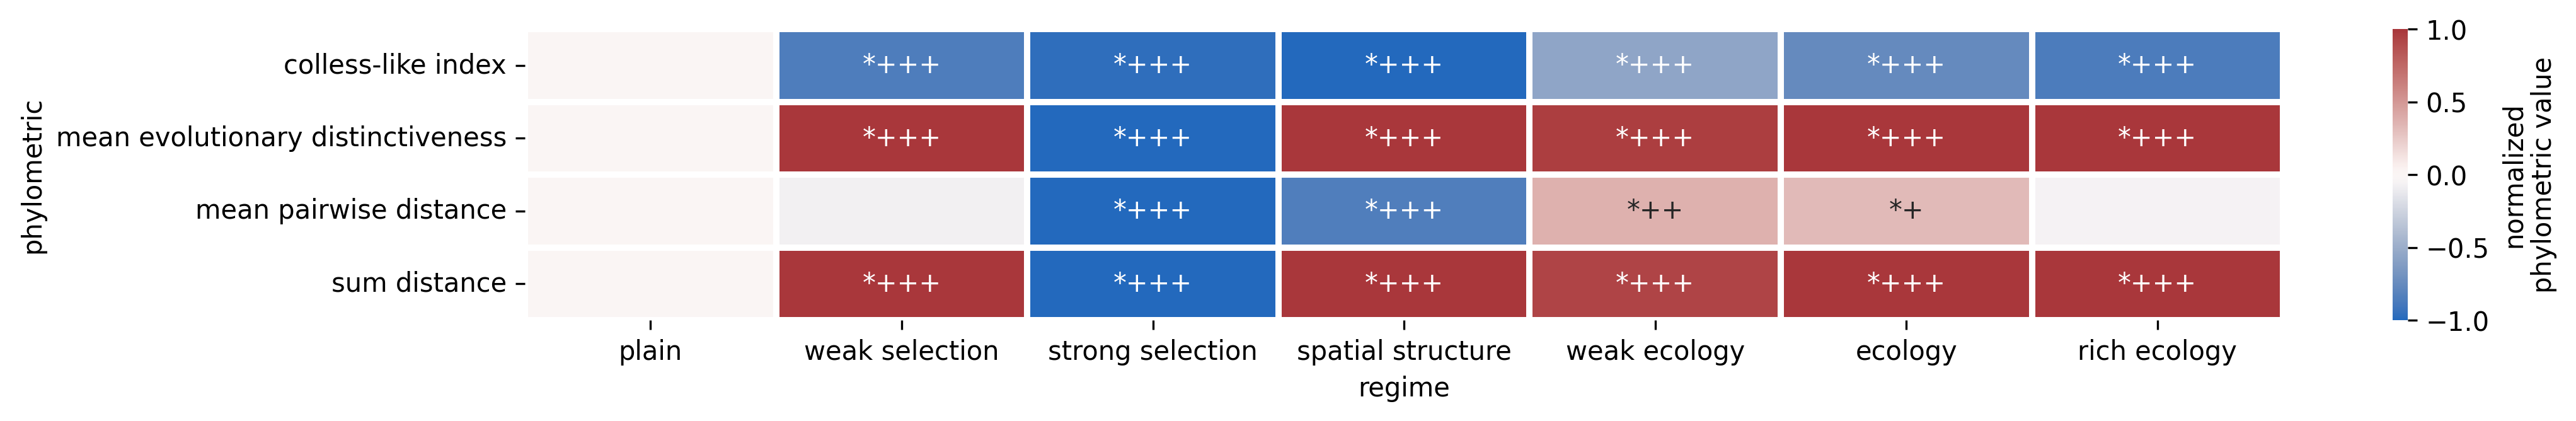 phylometric
colless-like index
*+++ *+++ *+++ *+++ *+++ *+++
mean evolutionary distinctiveness
*+++ *+++ *+++ *+++ *+++ *+++
mean pairwise distance
*+++ *+++ *++ *+
sum distance
*+++ *+++ *+++ *+++ *+++ *+++
plain weak selection strong selection spatial structure weak ecology ecology rich ecology
regime
1.0
0.5
0.0
−0.5
−1.0
normalized
phylometric value